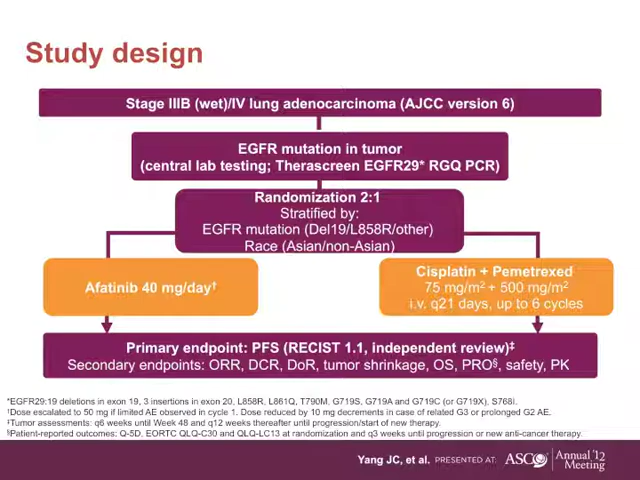 Study design
Stage IIIB (wet)/IV lung adenocarcinoma (AJCC version 6)
EGFR mutation in tumor
(central lab testing; Therascreen EGFR29* RGQ PCR)
Randomization 2:1
Stratified by:
EGFR mutation (Del19/L858R/other)
Race (Asian/non-Asian)
Afatinib 40 mg/day†
Cisplatin + Pemetrexed
75 mg/m² + 500 mg/m²
i.v. q21 days, up to 6 cycles
Primary endpoint: PFS (RECIST 1.1, independent review)‡
Secondary endpoints: ORR, DCR, DoR, tumor shrinkage, OS, PRO§, safety, PK
*EGFR29:19 deletions in exon 19, 3 insertions in exon 20, L858R, L861Q, T790M, G719S, G719A and G719C (or G719X), S768I.
†Dose escalated to 50 mg if limited AE observed in cycle 1. Dose reduced by 10 mg decrements in case of related G3 or prolonged G2 AE.
‡Tumor assessments: q6 weeks until Week 48 and q12 weeks thereafter until progression/start of new therapy.
§Patient-reported outcomes: Q-5D, EORTC QLQ-C30 and QLQ-LC13 at randomization and q3 weeks until progression or new anti-cancer therapy.
Yang JC, et al. PRESENTED AT: ASCO Annual '12
Meeting